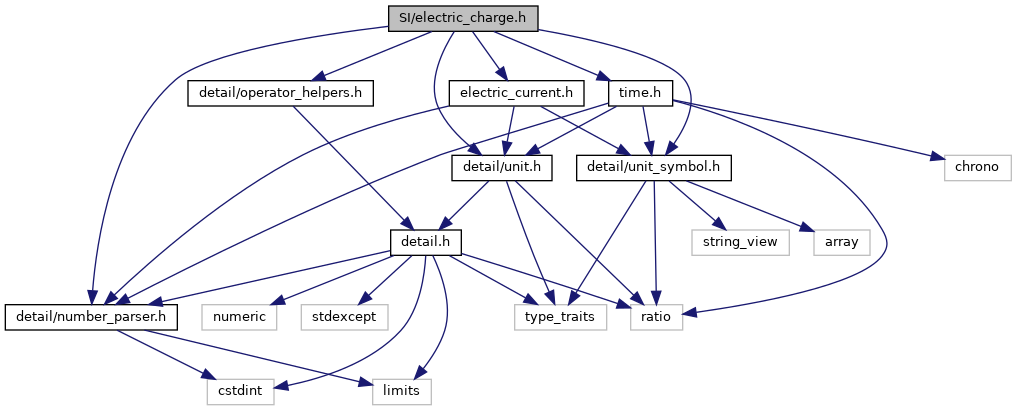 SI/electric_charge.h
detail/operator_helpers.h
electric_current.h
time.h
detail/unit.h
detail/unit_symbol.h
chrono
detail.h
string_view
array
detail/number_parser.h
numeric
stdexcept
type_traits
ratio
cstdint
limits